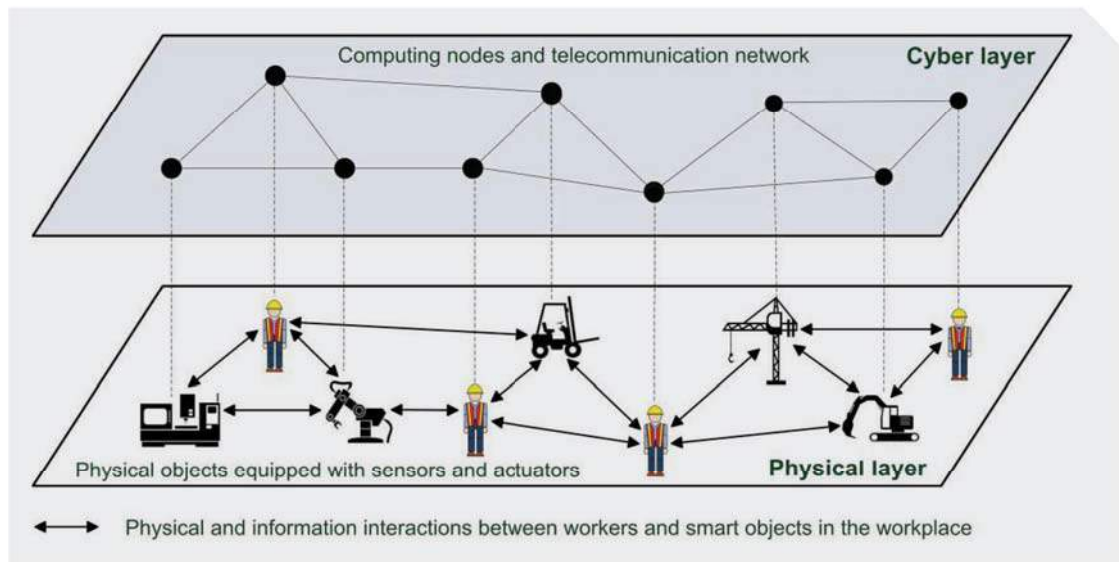 Computing nodes and telecommunication network
Cyber layer
Physical objects equipped with sensors and actuators
Physical layer
Physical and information interactions between workers and smart objects in the workplace